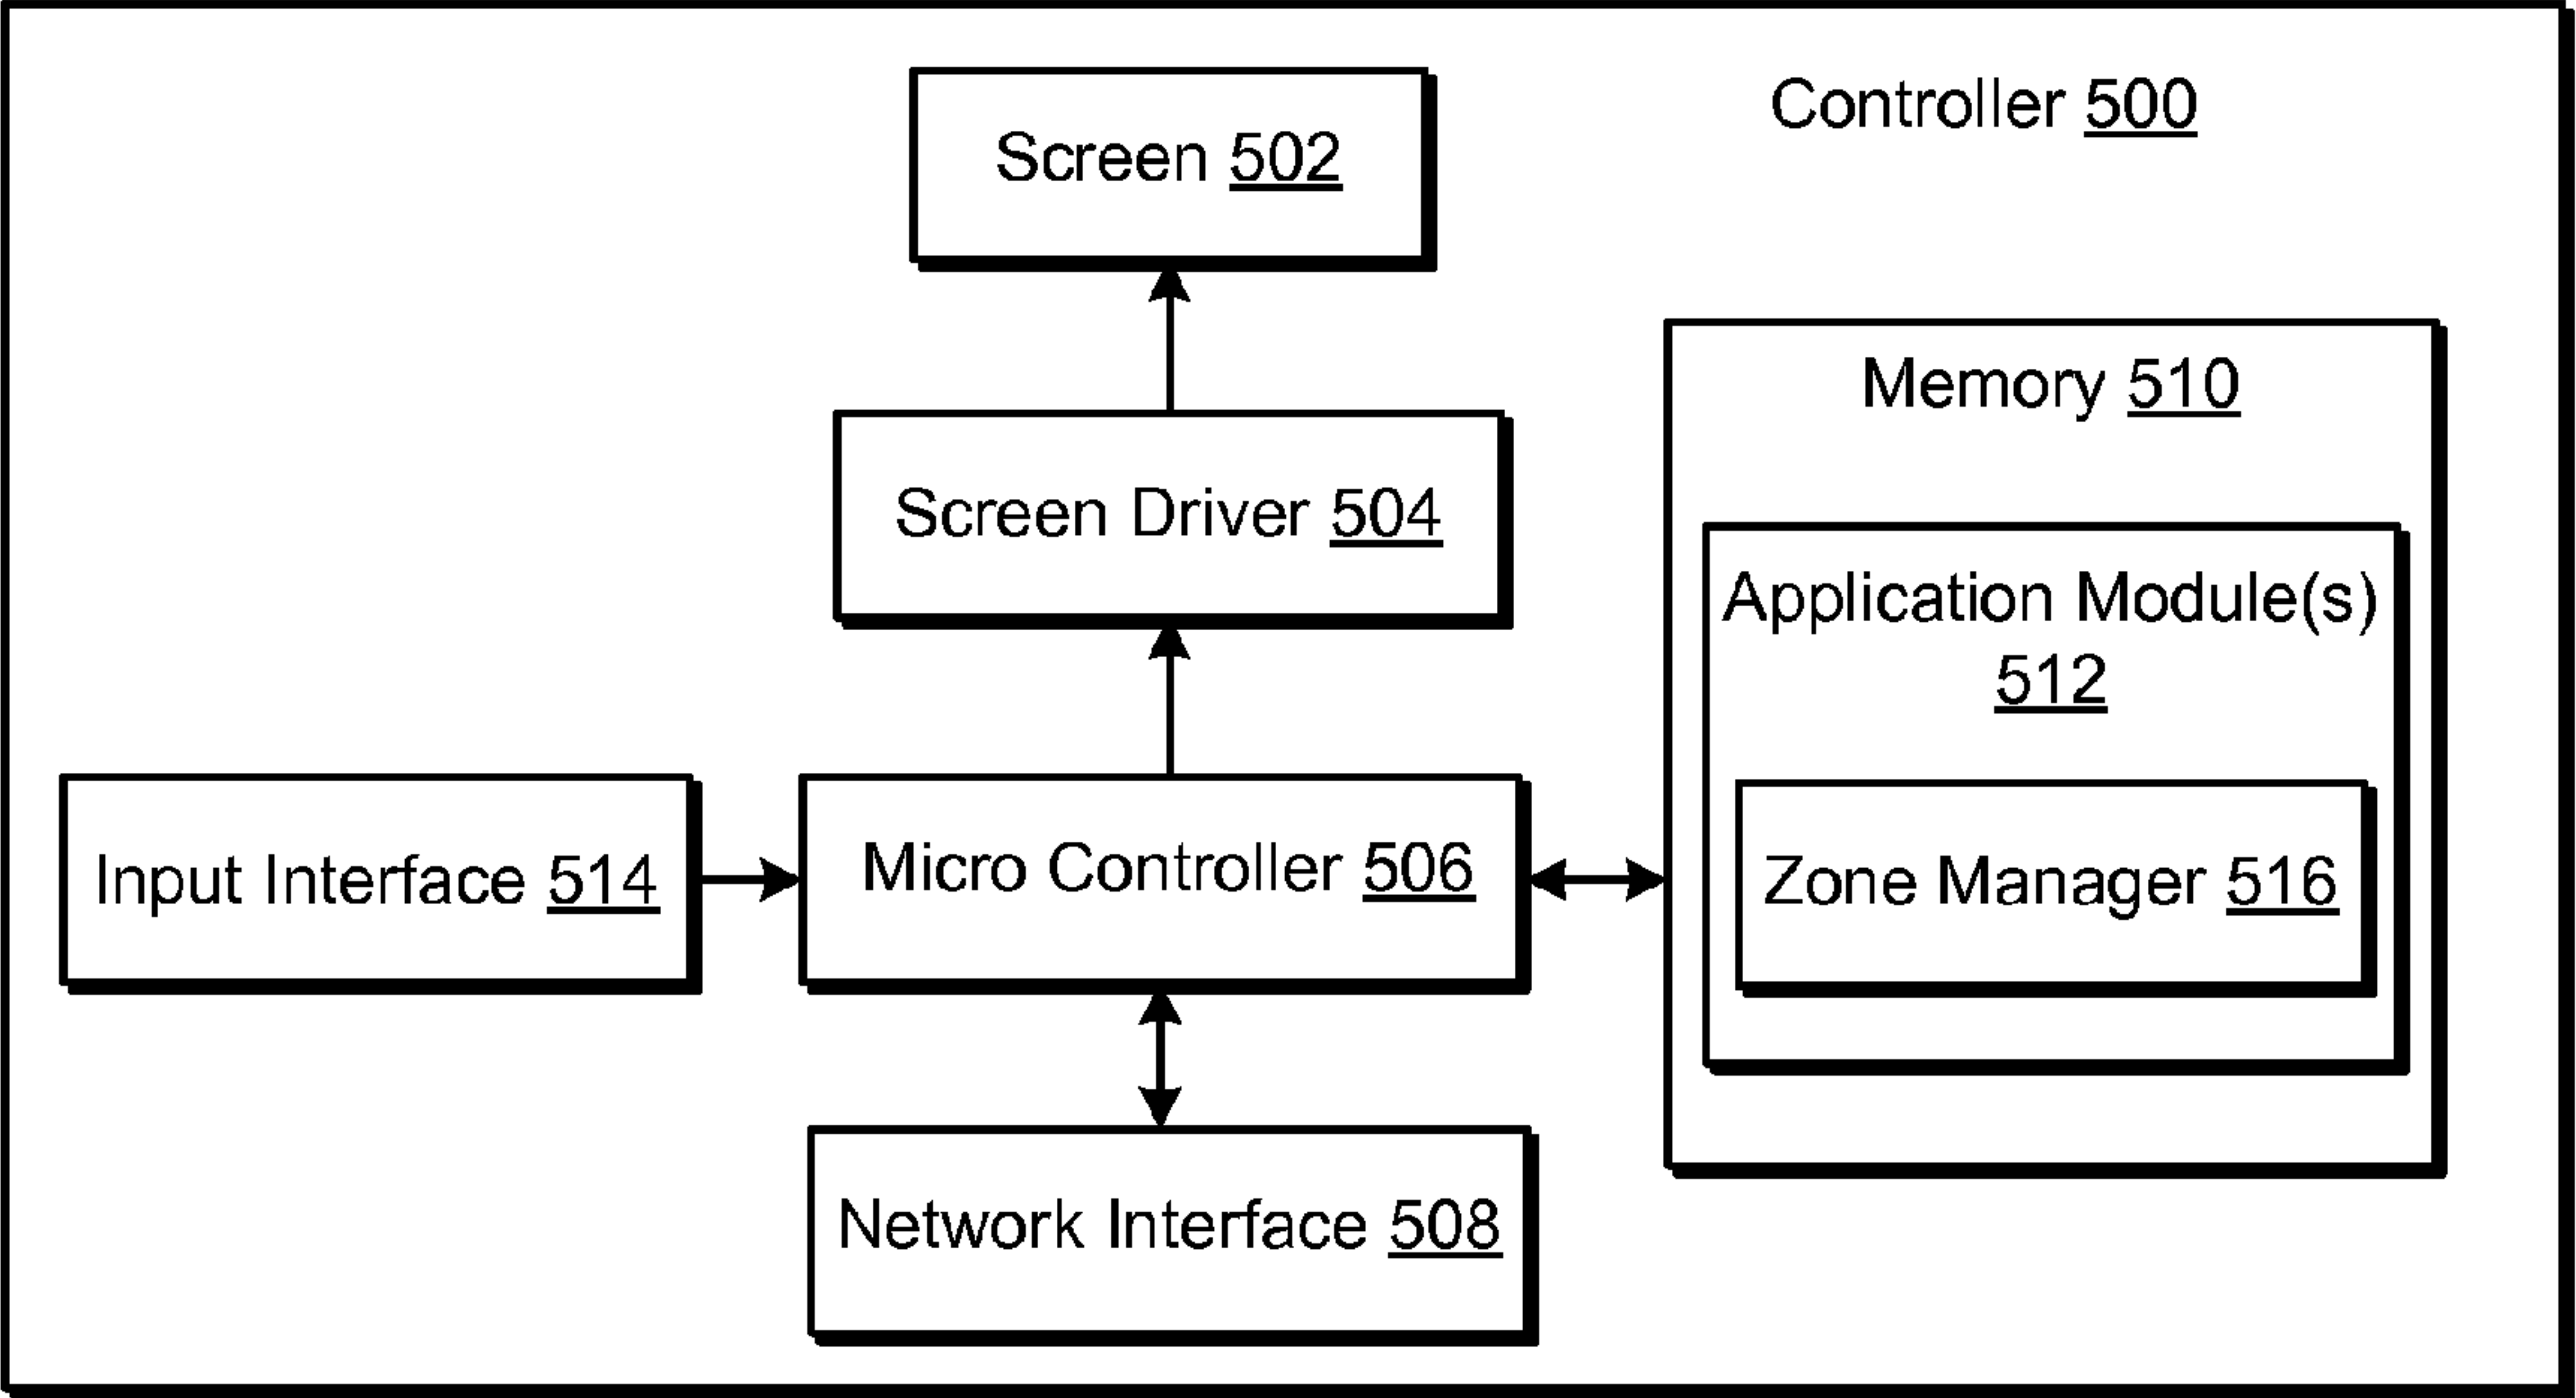 Controller 500
Screen 502
Screen Driver 504
Memory 510
Application Module(s)
512
Input Interface 514
Micro Controller 506
Zone Manager 516
Network Interface 508